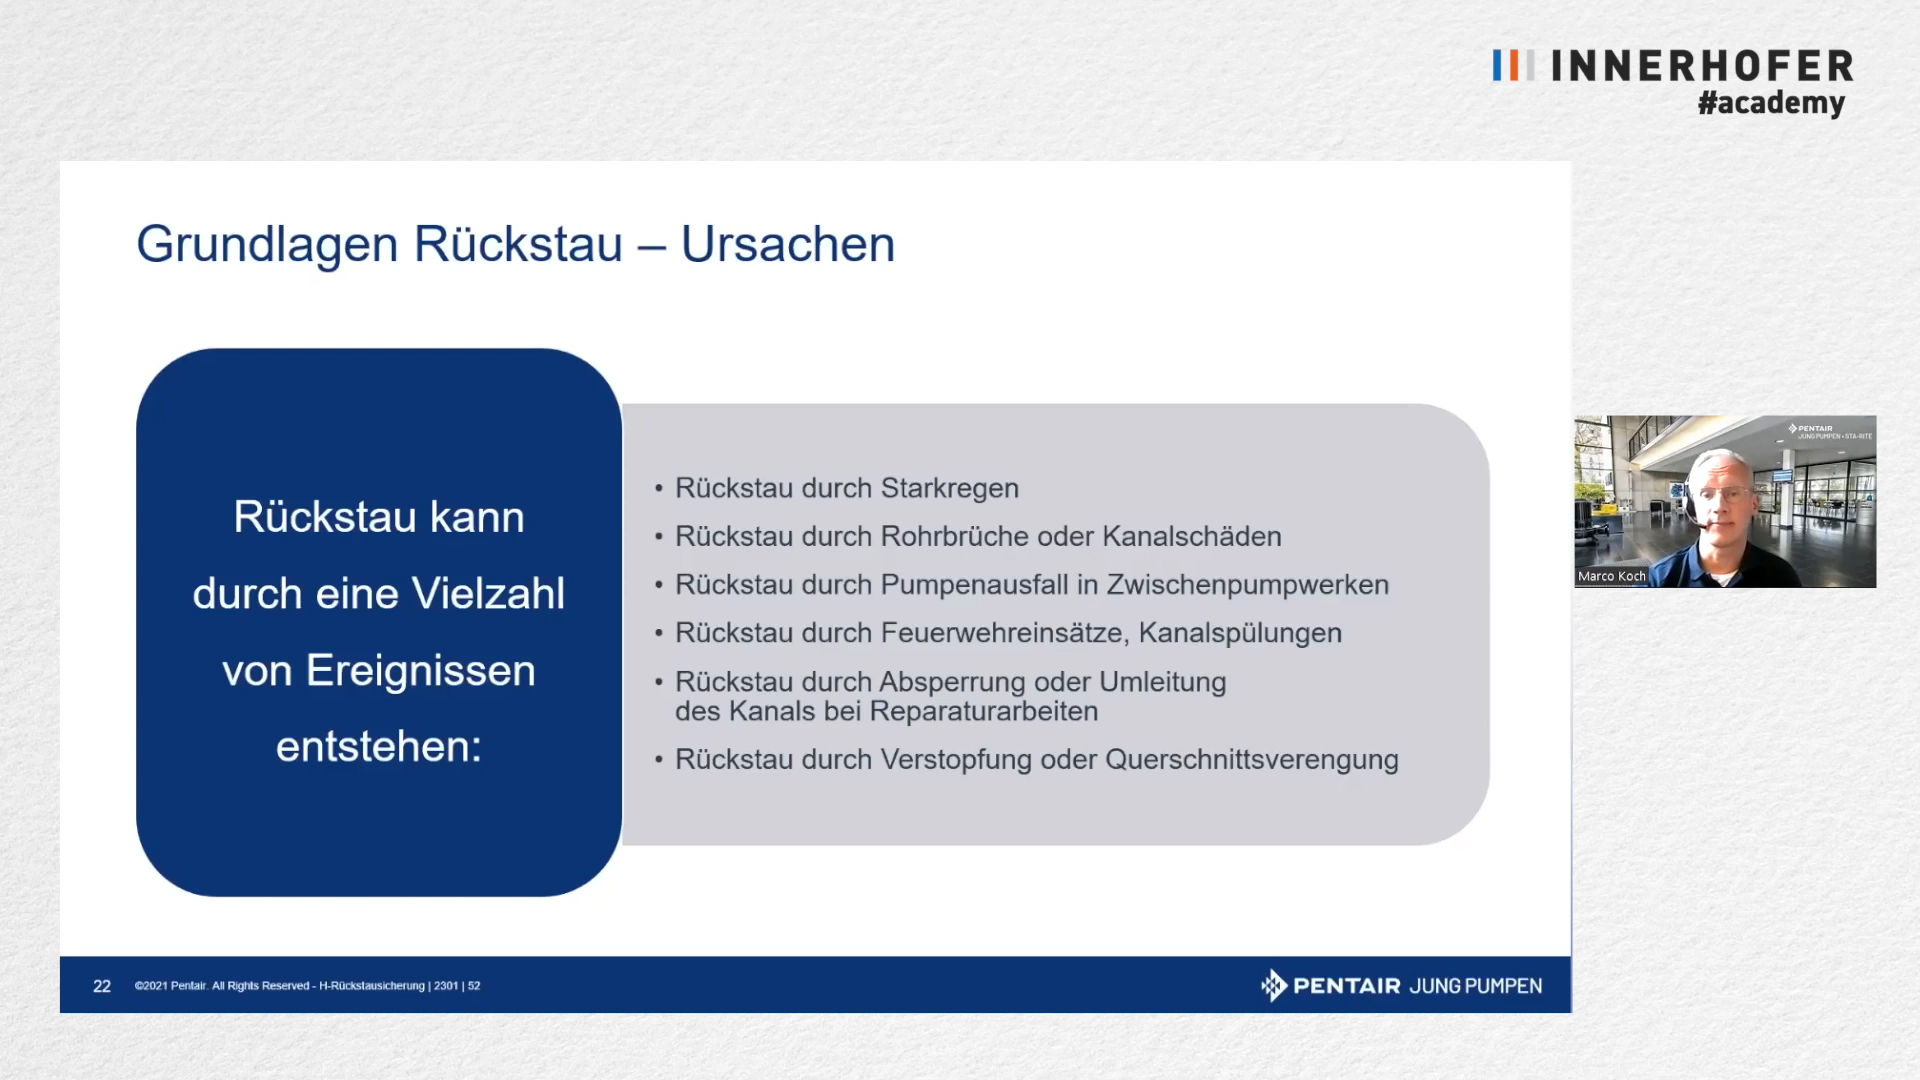 INNERHOFER
#academy
Grundlagen Rückstau – Ursachen
Rückstau kann
durch eine Vielzahl
von Ereignissen
entstehen:
• Rückstau durch Starkregen
• Rückstau durch Rohrbrüche oder Kanalschäden
• Rückstau durch Pumpenausfall in Zwischenpumpwerken
• Rückstau durch Feuerwehreinsätze, Kanalspülungen
• Rückstau durch Absperrung oder Umleitung
des Kanals bei Reparaturarbeiten
• Rückstau durch Verstopfung oder Querschnittsverengung
PENTAIR
JUNG PUMPEN • STA-RITE
Marco Koch
22 ©2021 Pentair. All Rights Reserved - H-Rückstausicherung | 2301 | 52
PENTAIR JUNG PUMPEN